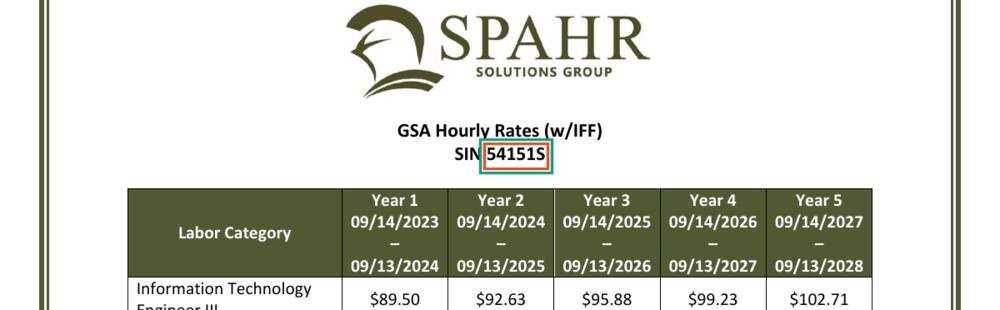 SPAHR
SOLUTIONS GROUP
GSA Hourly Rates (w/IFF)
SIN 54151S
Labor Category
Year 1
09/14/2023
–
09/13/2024
Year 2
09/14/2024
–
09/13/2025
Year 3
09/14/2025
–
09/13/2026
Year 4
09/14/2026
–
09/13/2027
Year 5
09/14/2027
–
09/13/2028
Information Technology
Engineer III
$89.50
$92.63
$95.88
$99.23
$102.71